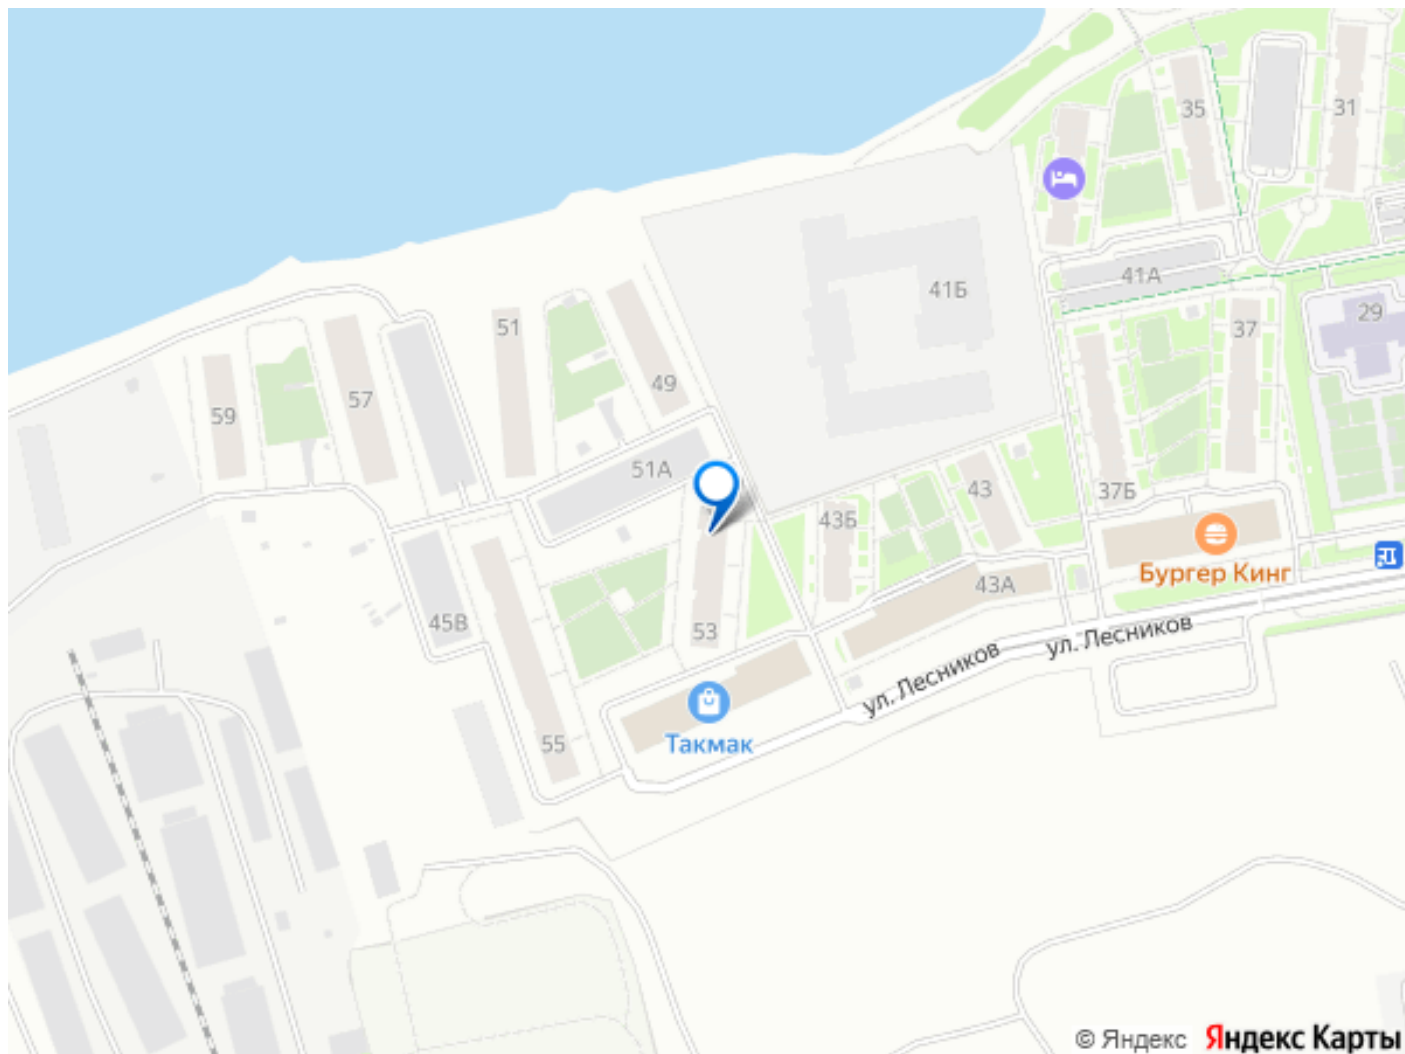 35
31
41А
41Б
29
51
37
49
57
59
51А
43
37Б
43Б
Бургер Кинг
43А
45В
53
ул. Лесников
ул. Лесников
Такмак
55
© Яндекс Яндекс Карты